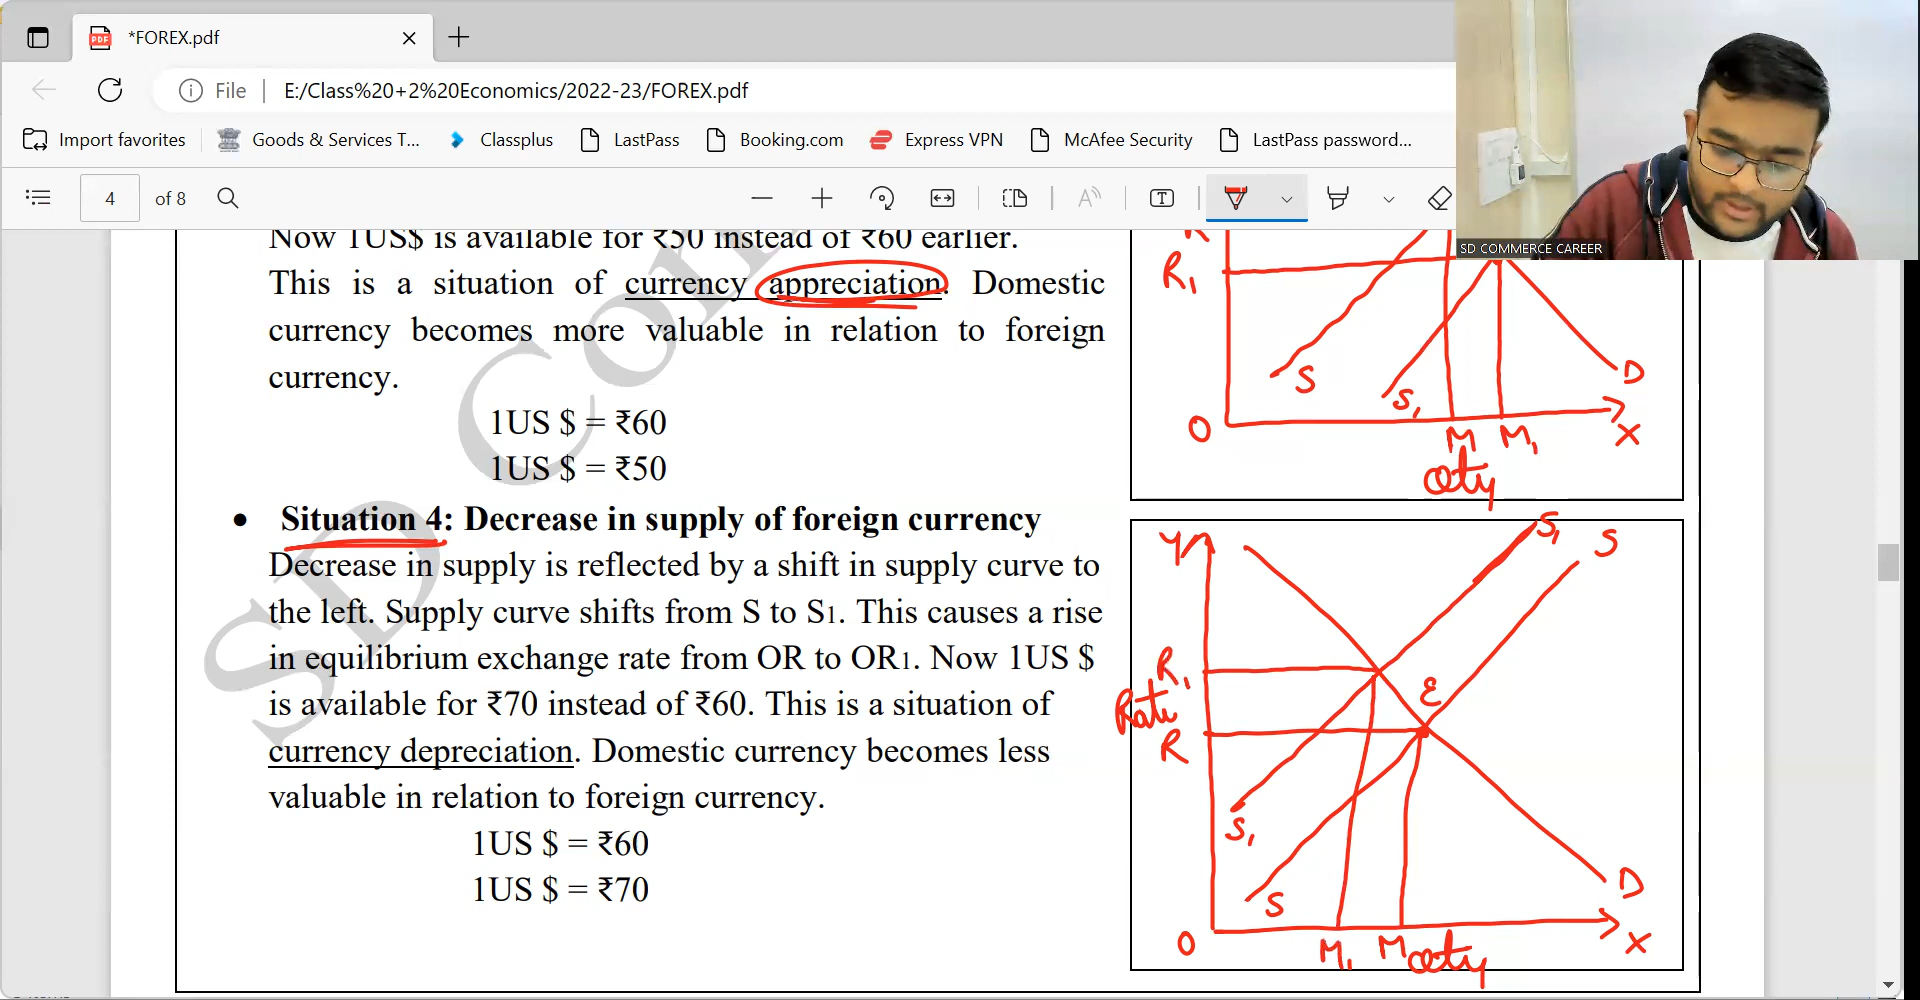 *FOREX.pdf
File
E:/Class%20+2%20Economics/2022-23/FOREX.pdf
Import favorites
Goods & Services T...
Classplus
LastPass
Booking.com
Express VPN
McAfee Security
LastPass password...
4 of 8
SD COMMERCE CAREER
Now 1US$ is available for ₹50 instead of ₹60 earlier.
This is a situation of currency appreciation. Domestic
currency becomes more valuable in relation to foreign
currency.
1US $ = ₹60
1US $ = ₹50
• Situation 4: Decrease in supply of foreign currency
Decrease in supply is reflected by a shift in supply curve to
the left. Supply curve shifts from S to S1. This causes a rise
in equilibrium exchange rate from OR to OR1. Now 1US $
is available for ₹70 instead of ₹60. This is a situation of
currency depreciation. Domestic currency becomes less
valuable in relation to foreign currency.
1US $ = ₹60
1US $ = ₹70
SD Com
R1
S
S1
D
O
M
M1
X
Qty
Y
S1
S
R1
E
Rate
R
S1
S
D
O
M1
M
Qty
X